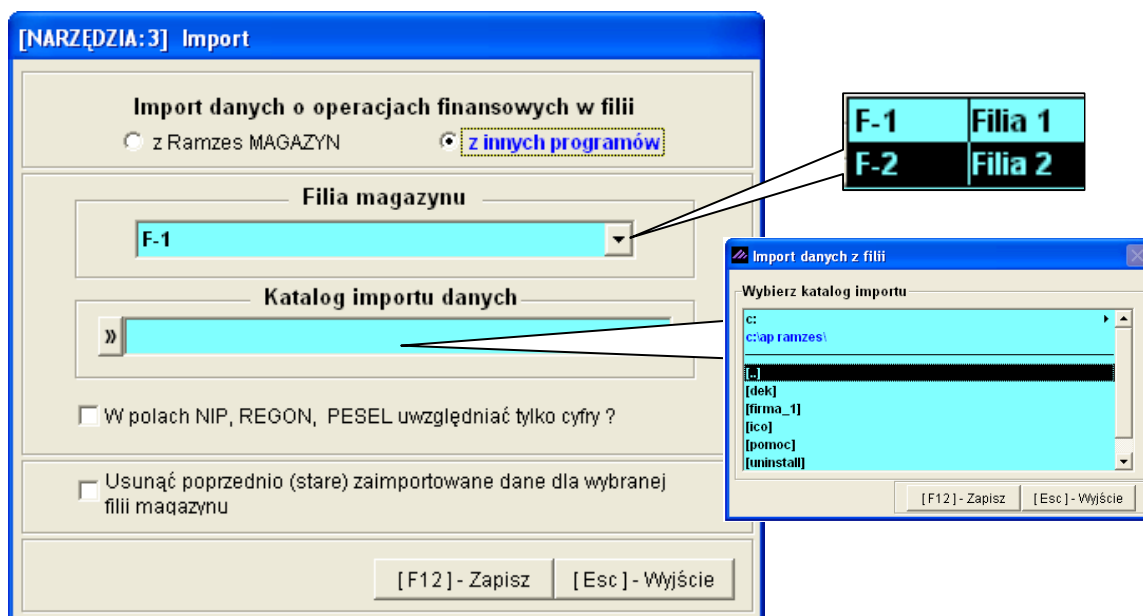 [NARZĘDZIA:3] Import
Import danych o operacjach finansowych w filii
z Ramzes MAGAZYN
z innych programów
Filia magazynu
F-1
Katalog importu danych
»
W polach NIP, REGON, PESEL uwzględniać tylko cyfry ?
Usunąć poprzednio (stare) zaimportowane dane dla wybranej
filii magazynu
[ F12 ] - Zapisz
[ Esc ] - Wyjście
F-1 Filia 1
F-2 Filia 2
Import danych z filii
Wybierz katalog importu
c:
c:\ap ramzes\
[..]
[dek]
[firma_1]
[ico]
[pomoc]
[uninstall]
[ F12 ] - Zapisz
[ Esc ] - Wyjście